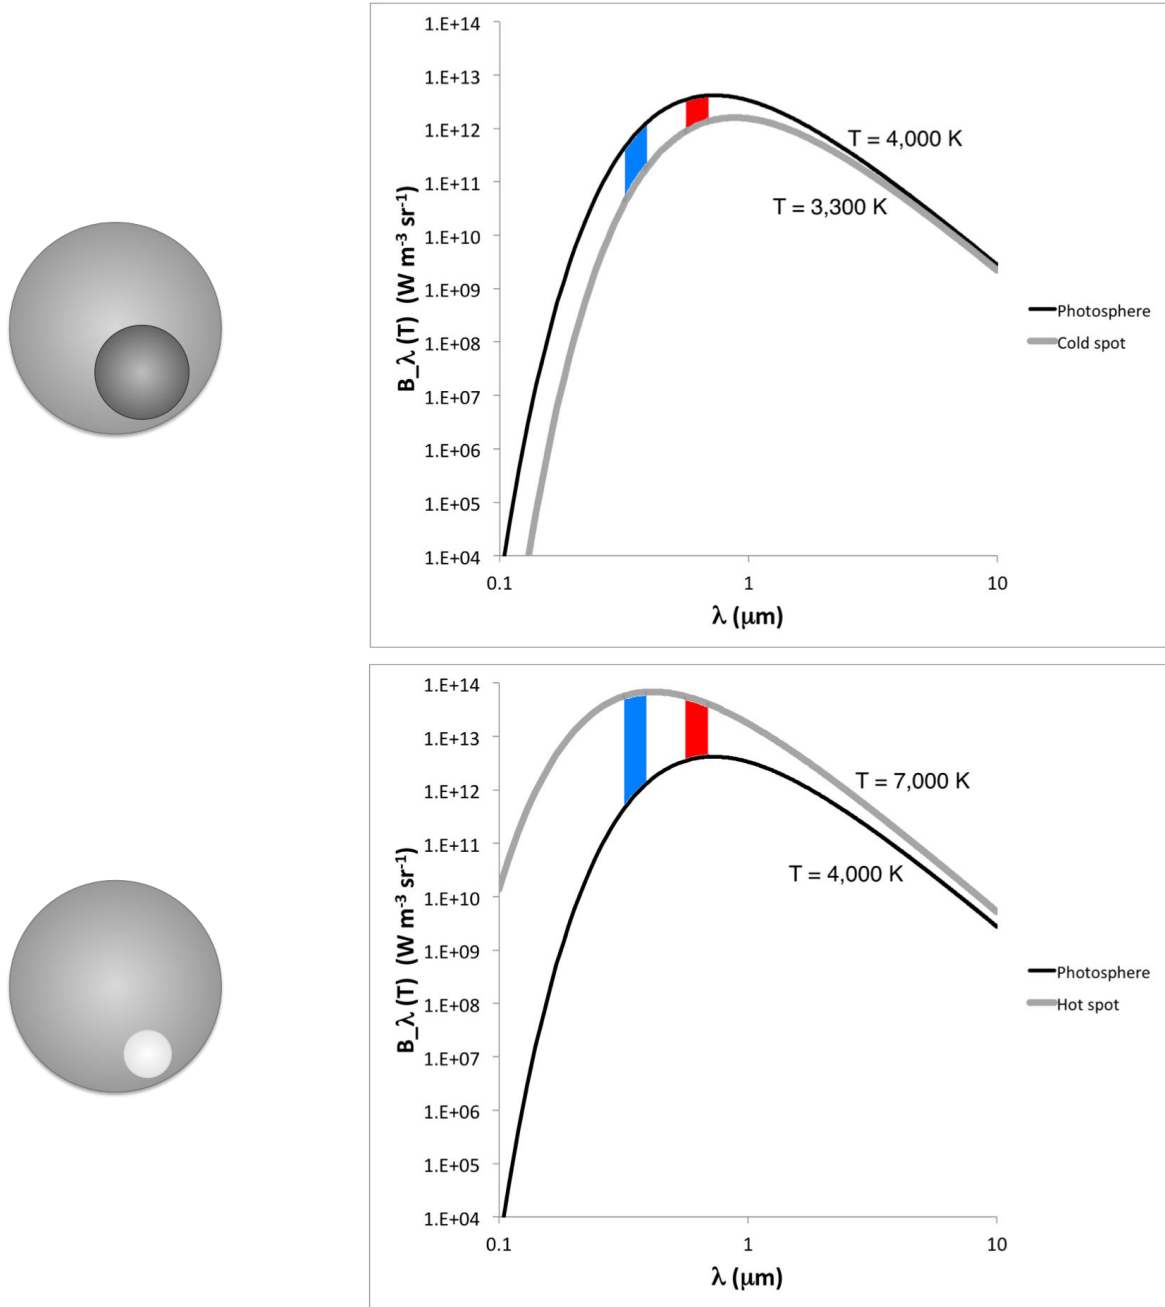 1.E+14
1.E+13
1.E+12
1.E+11
1.E+10
1.E+09
1.E+08
1.E+07
1.E+06
1.E+05
1.E+04
B_λ (T) (W m-3 sr-1)
T = 4,000 K
T = 3,300 K
Photosphere
Cold spot
0.1 1 10
λ (μm)
1.E+14
1.E+13
1.E+12
1.E+11
1.E+10
1.E+09
1.E+08
1.E+07
1.E+06
1.E+05
1.E+04
B_λ (T) (W m-3 sr-1)
T = 7,000 K
T = 4,000 K
Photosphere
Hot spot
0.1 1 10
λ (μm)